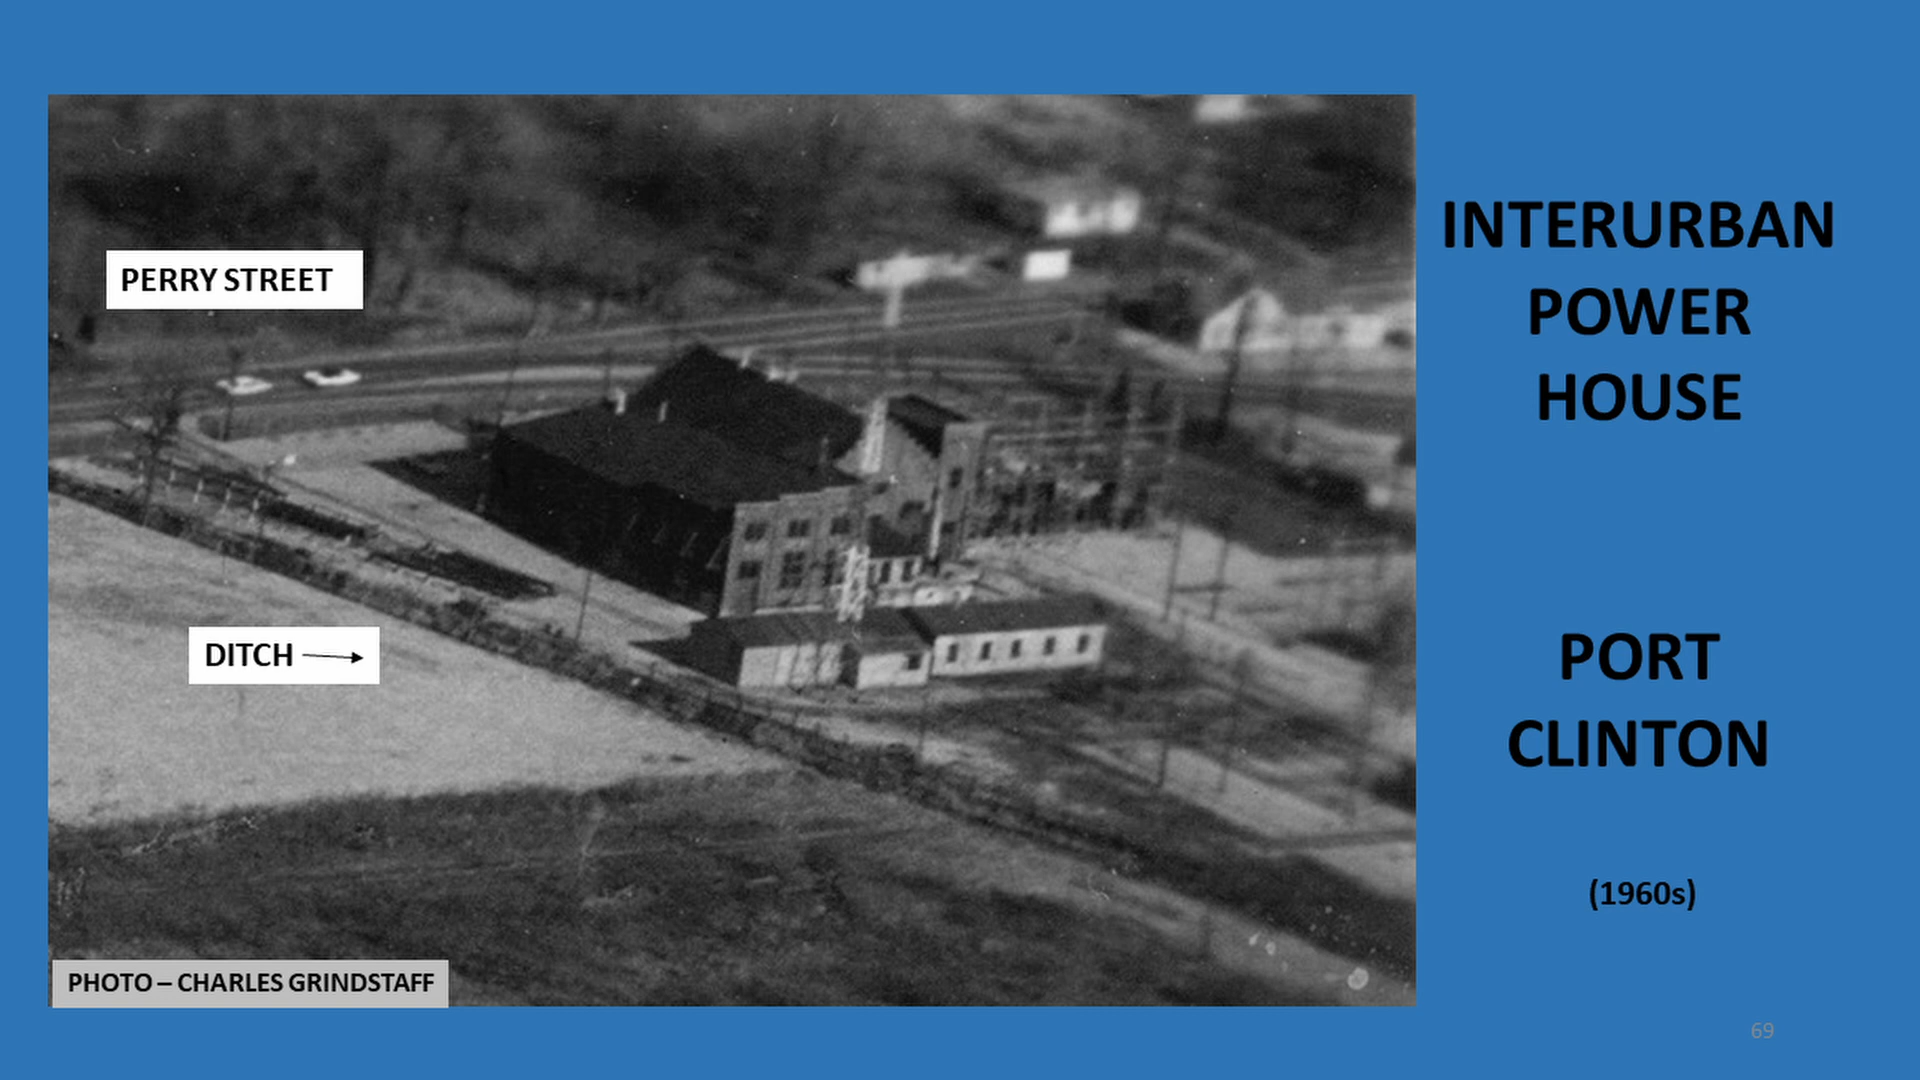 PERRY STREET
DITCH
PHOTO – CHARLES GRINDSTAFF
INTERURBAN
POWER
HOUSE
PORT
CLINTON
(1960s)
69